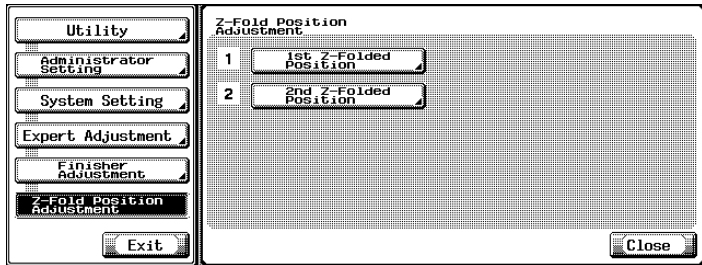 Utility
Administrator
Setting
System Setting
Expert Adjustment
Finisher
Adjustment
Z-Fold Position
Adjustment
Exit
Z-Fold Position
Adjustment
1 1st Z-Folded
Position
2 2nd Z-Folded
Position
Close